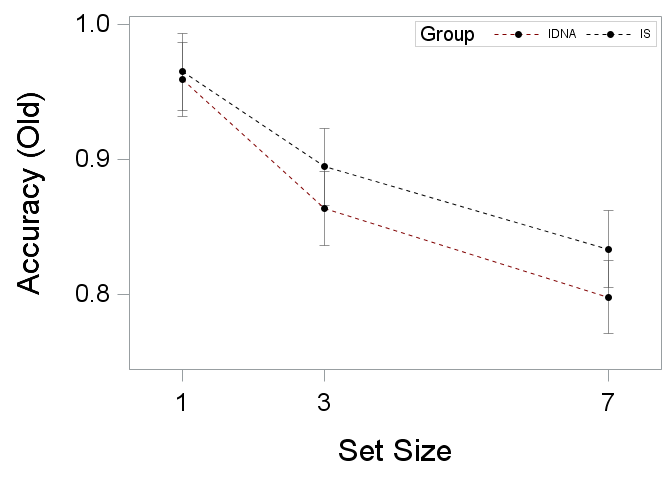 1.0
0.9
0.8
Accuracy (Old)
Group IDNA IS
1 3 7
Set Size